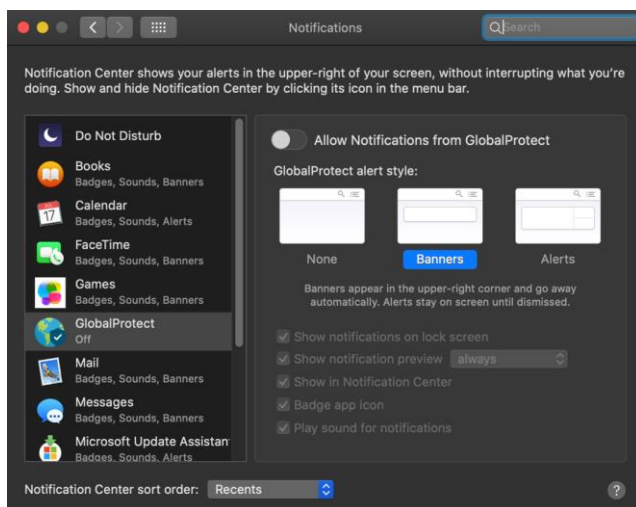 Notifications
Search
Notification Center shows your alerts in the upper-right of your screen, without interrupting what you're
doing. Show and hide Notification Center by clicking its icon in the menu bar.
Do Not Disturb
Books
Badges, Sounds, Banners
17
Calendar
Badges, Sounds, Alerts
FaceTime
Badges, Sounds, Banners
Games
Badges, Sounds, Banners
GlobalProtect
Off
Mail
Badges, Sounds, Banners
Messages
Badges, Sounds, Banners
Microsoft Update Assistan
Badges, Sounds, Alerts
Allow Notifications from GlobalProtect
GlobalProtect alert style:
None
Banners
Alerts
Banners appear in the upper-right corner and go away
automatically. Alerts stay on screen until dismissed.
Show notifications on lock screen
Show notification preview always
Show in Notification Center
Badge app icon
Play sound for notifications
Notification Center sort order: Recents
?